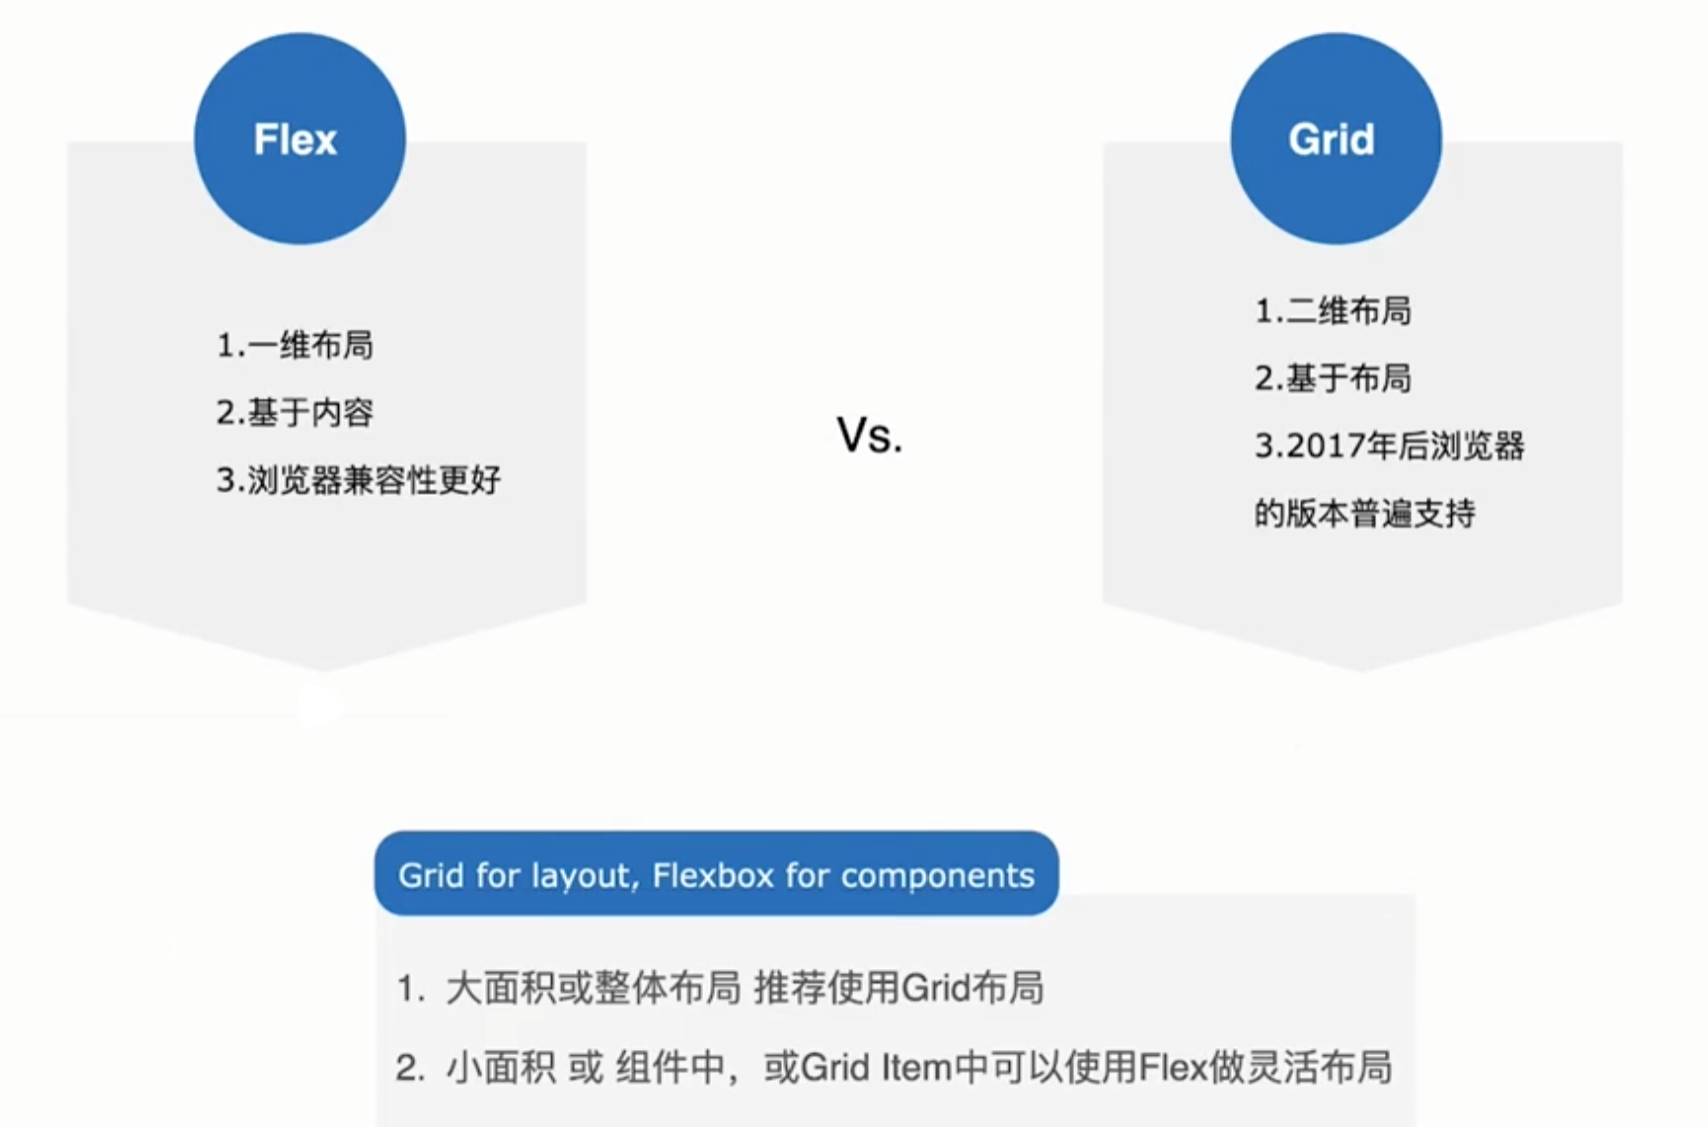 Flex
1.一维布局
2.基于内容
3.浏览器兼容性更好
Vs.
Grid
1.二维布局
2.基于布局
3.2017年后浏览器
的版本普遍支持
Grid for layout, Flexbox for components
1. 大面积或整体布局 推荐使用Grid布局
2. 小面积 或 组件中，或Grid Item中可以使用Flex做灵活布局